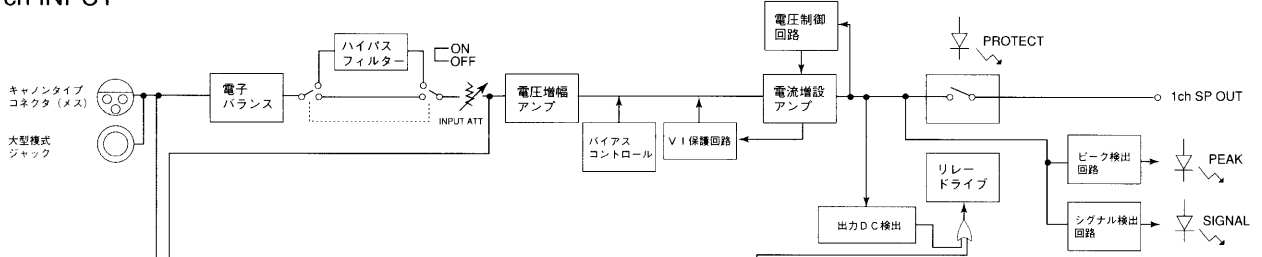 ch INPUT
キャノンタイプ
コネクタ（メス）
大型複式
ジャック
電子
バランス
ハイパス
フィルター
ON
OFF
INPUT ATT
電圧増幅
アンプ
バイアス
コントロール
ＶＩ保護回路
電圧制御
回路
電流増設
アンプ
PROTECT
1ch SP OUT
リレー
ドライブ
出力ＤＣ検出
ピーク検出
回路
PEAK
シグナル検出
回路
SIGNAL